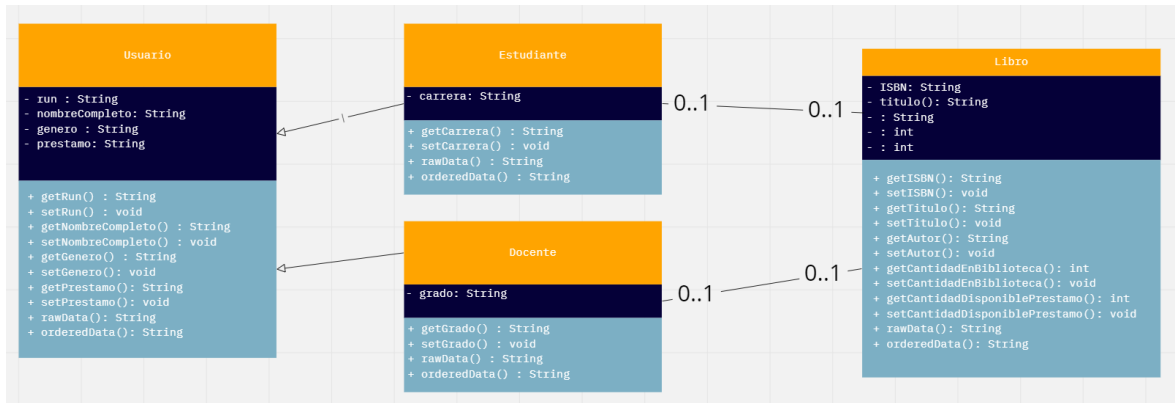 Usuario
- run : String
- nombreCompleto: String
- genero : String
- prestamo: String
+ getRun() : String
+ setRun() : void
+ getNombreCompleto() : String
+ setNombreCompleto() : void
+ getGenero() : String
+ setGenero(): void
+ getPrestamo(): String
+ setPrestamo(): void
+ rawData(): String
+ orderedData(): String
Estudiante
- carrera: String
+ getCarrera() : String
+ setCarrera() : void
+ rawData() : String
+ orderedData() : String
Docente
- grado: String
+ getGrado() : String
+ setGrado() : void
+ rawData() : String
+ orderedData() : String
0..1
0..1
0..1
0..1
Libro
- ISBN: String
- titulo(): String
- : String
- : int
- : int
+ getISBN(): String
+ setISBN(): void
+ getTitulo(): String
+ setTitulo(): void
+ getAutor(): String
+ setAutor(): void
+ getCantidadEnBiblioteca(): int
+ setCantidadEnBiblioteca(): void
+ getCantidadDisponiblePrestamo(): int
+ setCantidadDisponiblePrestamo(): void
+ rawData(): String
+ orderedData(): String